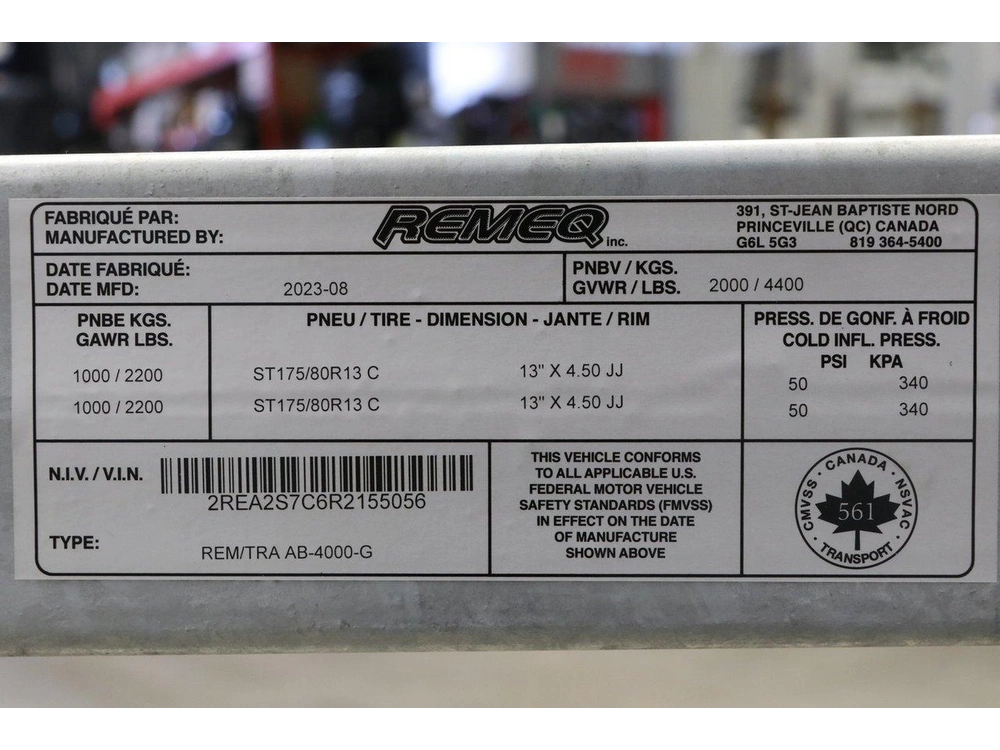 FABRIQUÉ PAR:
MANUFACTURED BY:
REMEQ inc.
391, ST-JEAN BAPTISTE NORD
PRINCEVILLE (QC) CANADA
G6L 5G3 819 364-5400
DATE FABRIQUÉ:
DATE MFD: 2023-08
PNBV / KGS.
GVWR / LBS. 2000 / 4400
PNBE KGS.
GAWR LBS.
1000 / 2200
1000 / 2200
PNEU / TIRE - DIMENSION - JANTE / RIM
ST175/80R13 C 13" X 4.50 JJ
ST175/80R13 C 13" X 4.50 JJ
PRESS. DE GONF. À FROID
COLD INFL. PRESS.
PSI KPA
50 340
50 340
N.I.V. / V.I.N.
2REA2S7C6R2155056
TYPE: REM/TRA AB-4000-G
THIS VEHICLE CONFORMS
TO ALL APPLICABLE U.S.
FEDERAL MOTOR VEHICLE
SAFETY STANDARDS (FMVSS)
IN EFFECT ON THE DATE
OF MANUFACTURE
SHOWN ABOVE
CMVSS · CANADA · NSVAC
561
· TRANSPORT ·